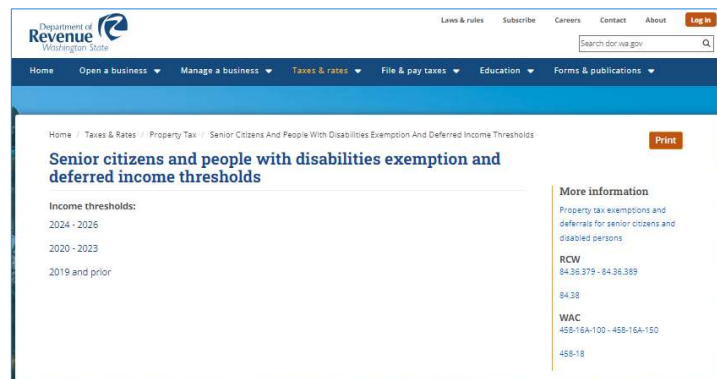 Department of
Revenue
Washington State
Laws & rules Subscribe Careers Contact About Log In
Search dor.wa.gov
Home Open a business Manage a business Taxes & rates File & pay taxes Education Forms & publications
Home / Taxes & Rates / Property Tax / Senior Citizens And People With Disabilities Exemption And Deferred Income Thresholds
Print
Senior citizens and people with disabilities exemption and
deferred income thresholds
Income thresholds:
2024 - 2026
2020 - 2023
2019 and prior
More information
Property tax exemptions and
deferrals for senior citizens and
disabled persons
RCW
84.36.379 - 84.36.389
84.38
WAC
458-16A-100 - 458-16A-150
458-18